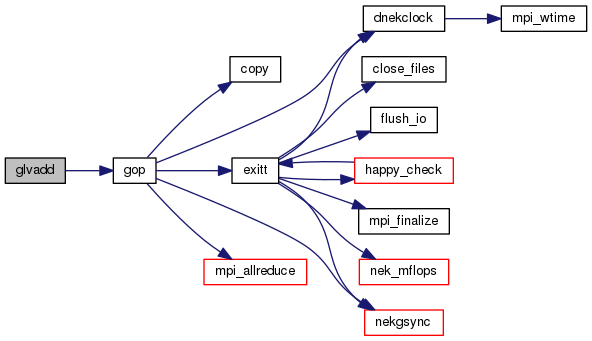 dnekclock
mpi_wtime
copy
close_files
flush_io
glvadd
gop
exitt
happy_check
mpi_finalize
mpi_allreduce
nek_mflops
nekgsync